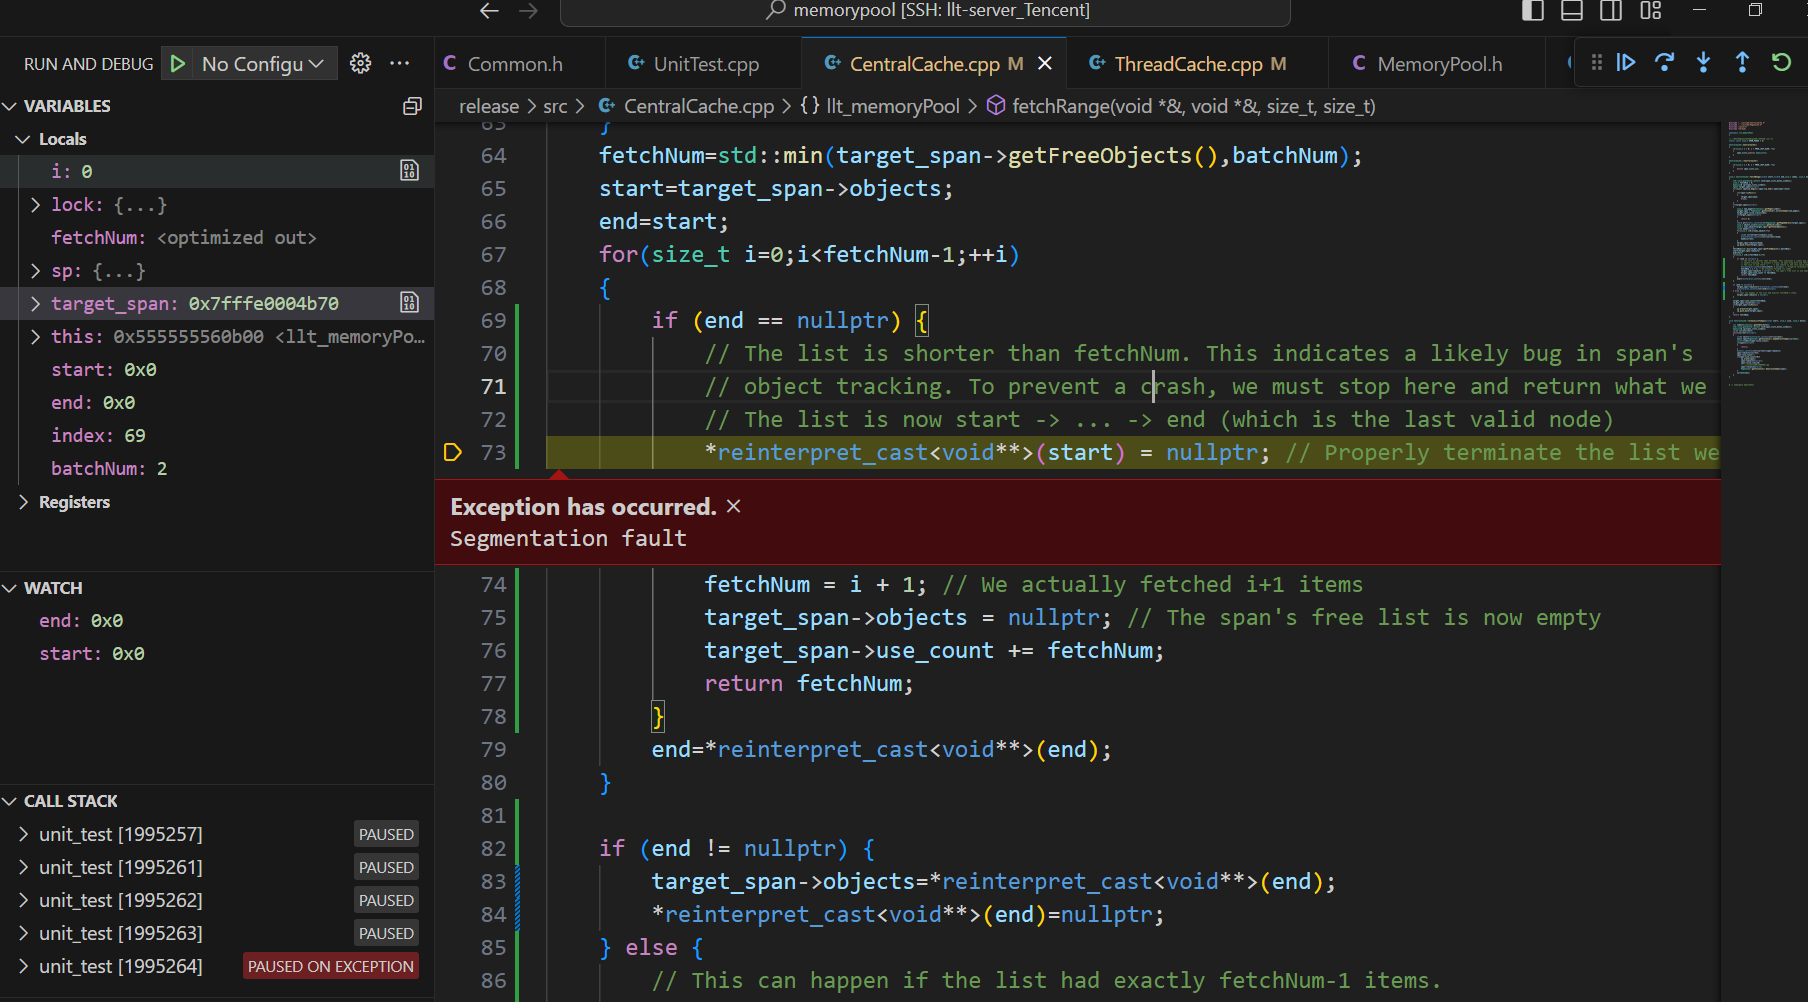 memorypool [SSH: llt-server_Tencent]
RUN AND DEBUG
No Configu
Common.h
UnitTest.cpp
CentralCache.cpp M
ThreadCache.cpp M
MemoryPool.h
release > src > CentralCache.cpp > {} llt_memoryPool > fetchRange(void *&, void *&, size_t, size_t)
VARIABLES
Locals
i: 0
lock: {...}
fetchNum: <optimized out>
sp: {...}
target_span: 0x7fffe0004b70
this: 0x555555560b00 <llt_memoryPo...
start: 0x0
end: 0x0
index: 69
batchNum: 2
Registers
WATCH
end: 0x0
start: 0x0
CALL STACK
unit_test [1995257] PAUSED
unit_test [1995261] PAUSED
unit_test [1995262] PAUSED
unit_test [1995263] PAUSED
unit_test [1995264] PAUSED ON EXCEPTION
63 }
64 fetchNum=std::min(target_span->getFreeObjects(),batchNum);
65 start=target_span->objects;
66 end=start;
67 for(size_t i=0;i<fetchNum-1;++i)
68 {
69 if (end == nullptr) {
70 // The list is shorter than fetchNum. This indicates a likely bug in span's
71 // object tracking. To prevent a crash, we must stop here and return what we
72 // The list is now start -> ... -> end (which is the last valid node)
73 *reinterpret_cast<void**>(start) = nullptr; // Properly terminate the list we
Exception has occurred.
Segmentation fault
74 fetchNum = i + 1; // We actually fetched i+1 items
75 target_span->objects = nullptr; // The span's free list is now empty
76 target_span->use_count += fetchNum;
77 return fetchNum;
78 }
79 end=*reinterpret_cast<void**>(end);
80 }
81
82 if (end != nullptr) {
83 target_span->objects=*reinterpret_cast<void**>(end);
84 *reinterpret_cast<void**>(end)=nullptr;
85 } else {
86 // This can happen if the list had exactly fetchNum-1 items.